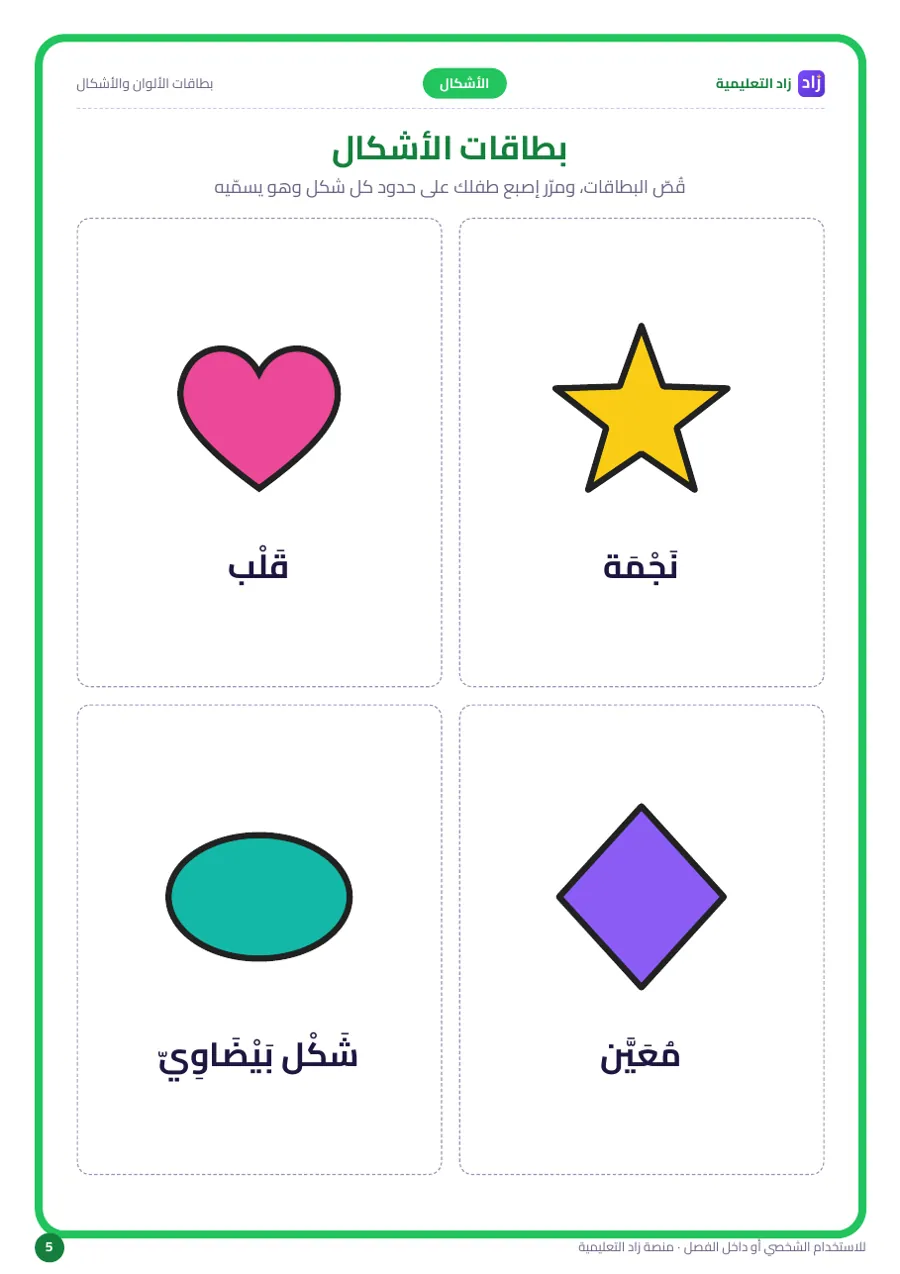 زاد زاد التعليمية
الأشكال
بطاقات الألوان والأشكال
بطاقات الأشكال
قُصّ البطاقات، ومرّر إصبع طفلك على حدود كل شكل وهو يسمّيه
نَجْمَة
قَلْب
مُعَيَّن
شَكْل بَيْضَاوِيّ
للاستخدام الشخصي أو داخل الفصل · منصة زاد التعليمية
5